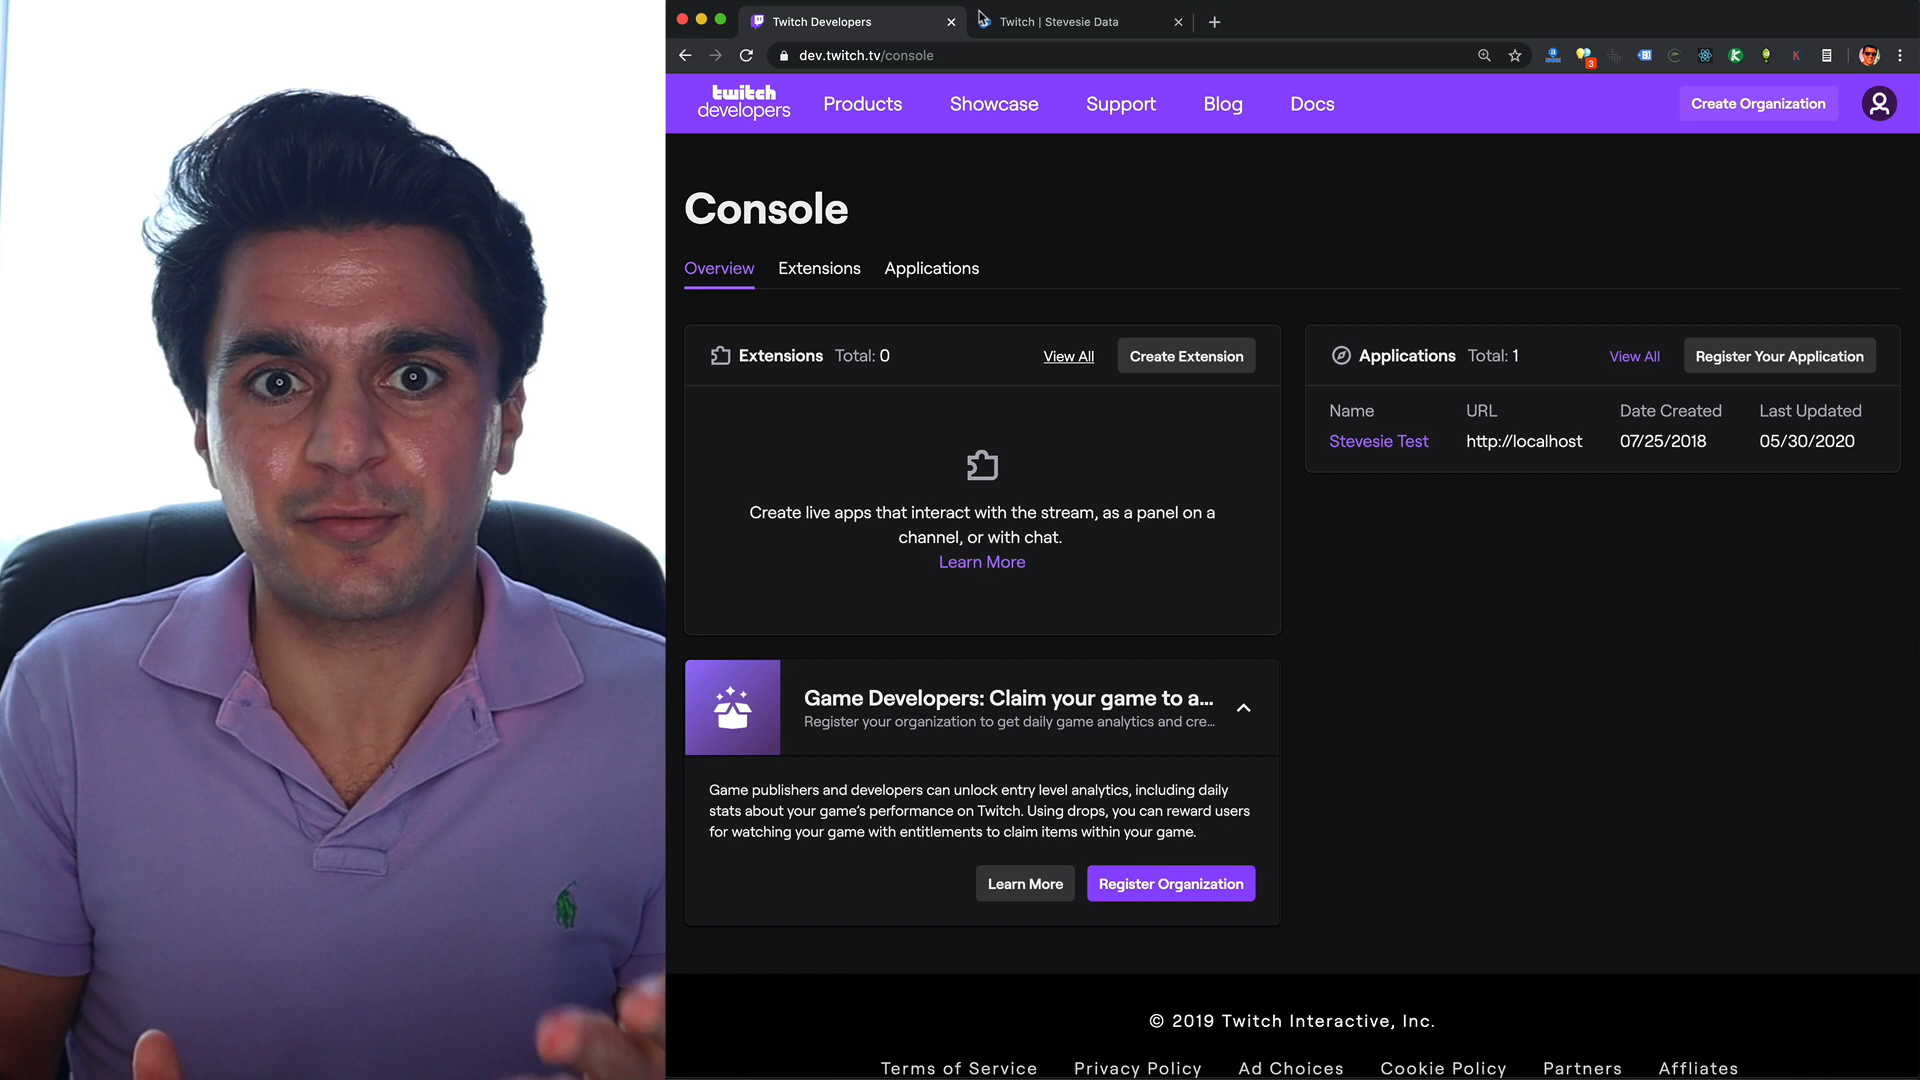 Twitch Developers
Twitch | Stevesie Data
dev.twitch.tv/console
3
twitch
developers
Products
Showcase
Support
Blog
Docs
Create Organization
Console
Overview
Extensions
Applications
Extensions Total: 0
View All
Create Extension
Create live apps that interact with the stream, as a panel on a
channel, or with chat.
Learn More
Applications Total: 1
View All
Register Your Application
Name URL Date Created Last Updated
Stevesie Test http://localhost 07/25/2018 05/30/2020
Game Developers: Claim your game to a...
Register your organization to get daily game analytics and cre...
Game publishers and developers can unlock entry level analytics, including daily
stats about your game's performance on Twitch. Using drops, you can reward users
for watching your game with entitlements to claim items within your game.
Learn More
Register Organization
© 2019 Twitch Interactive, Inc.
Terms of Service
Privacy Policy
Ad Choices
Cookie Policy
Partners
Affliates